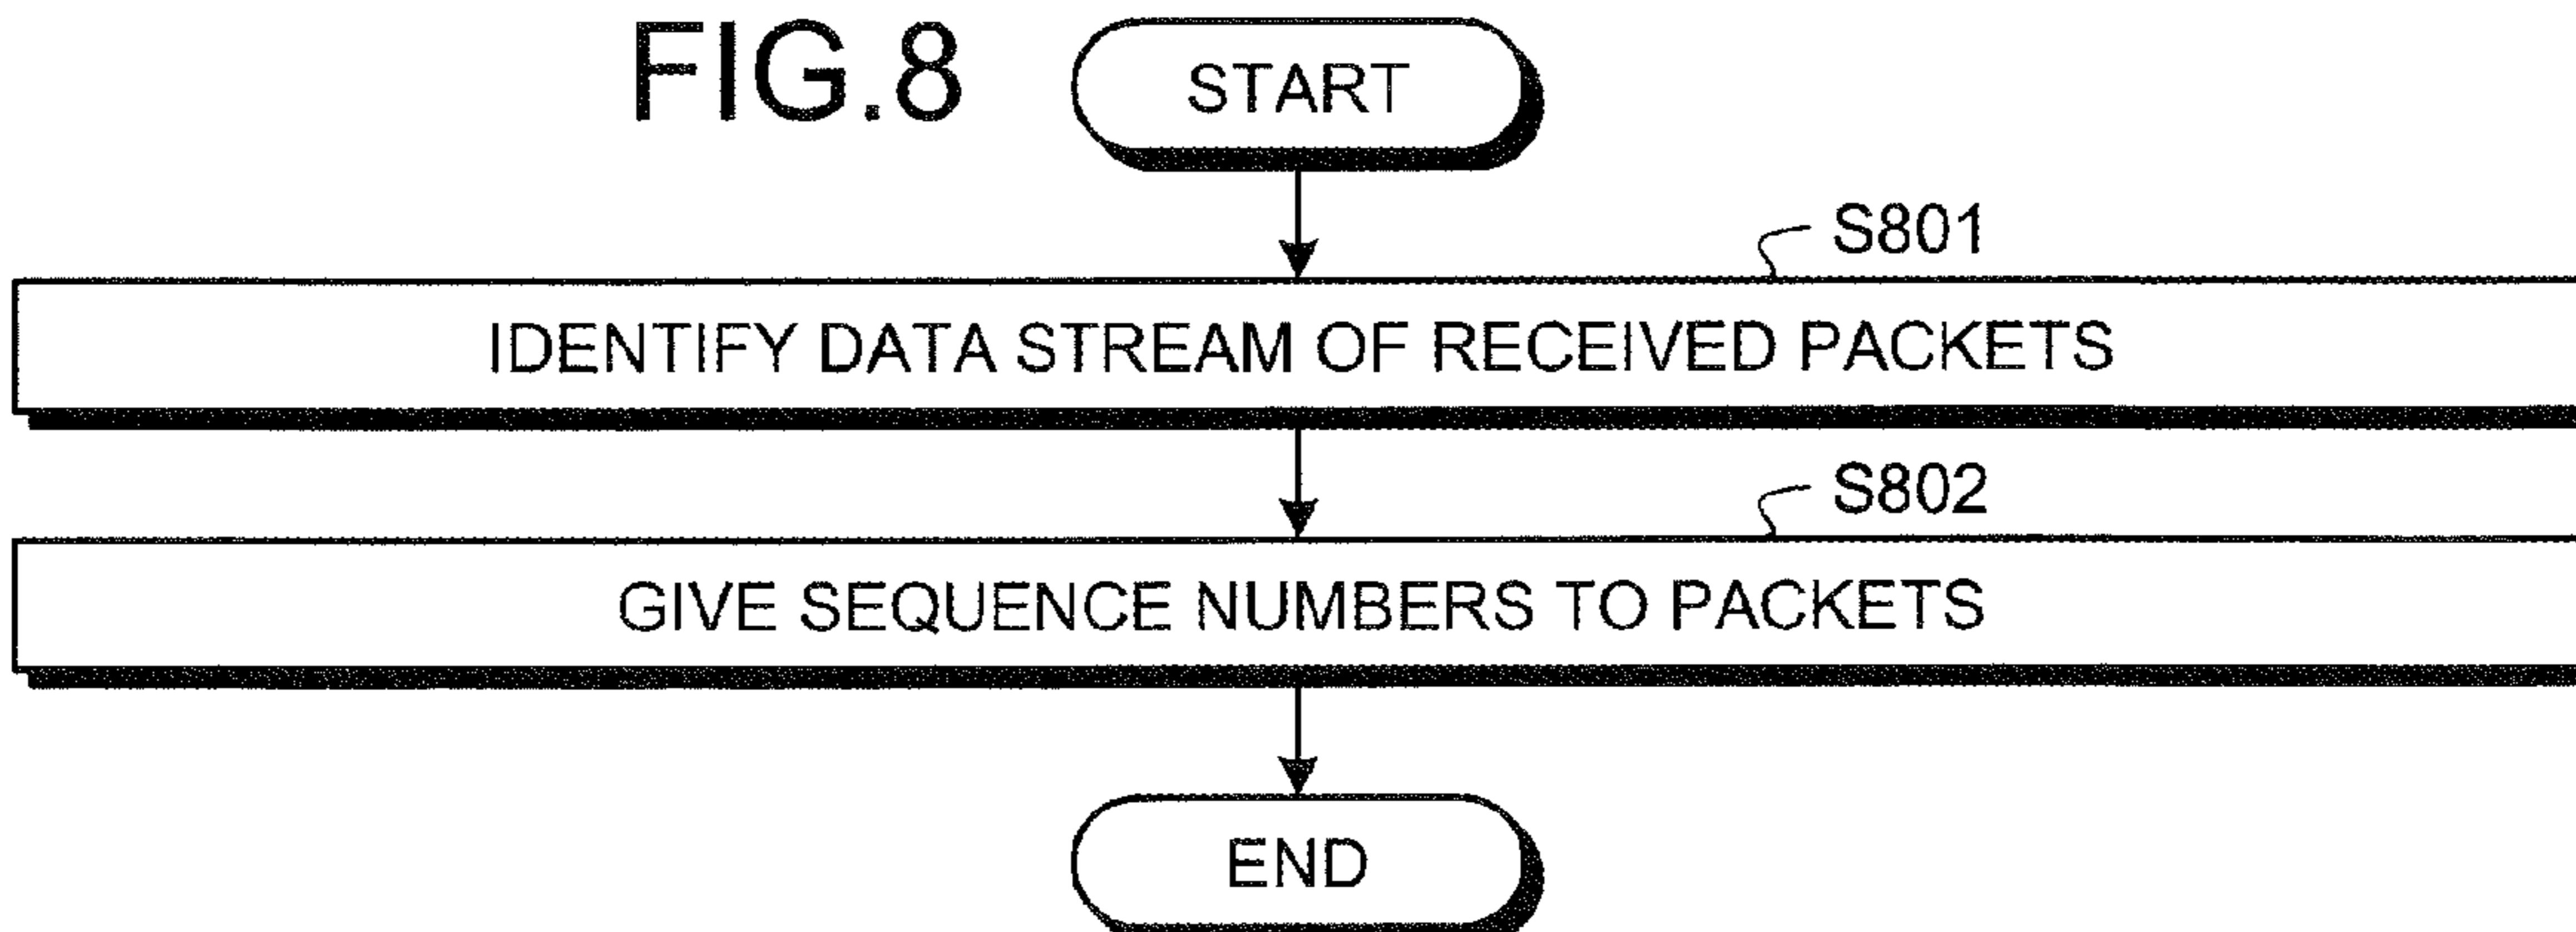 FIG.8
START
S801
IDENTIFY DATA STREAM OF RECEIVED PACKETS
S802
GIVE SEQUENCE NUMBERS TO PACKETS
END